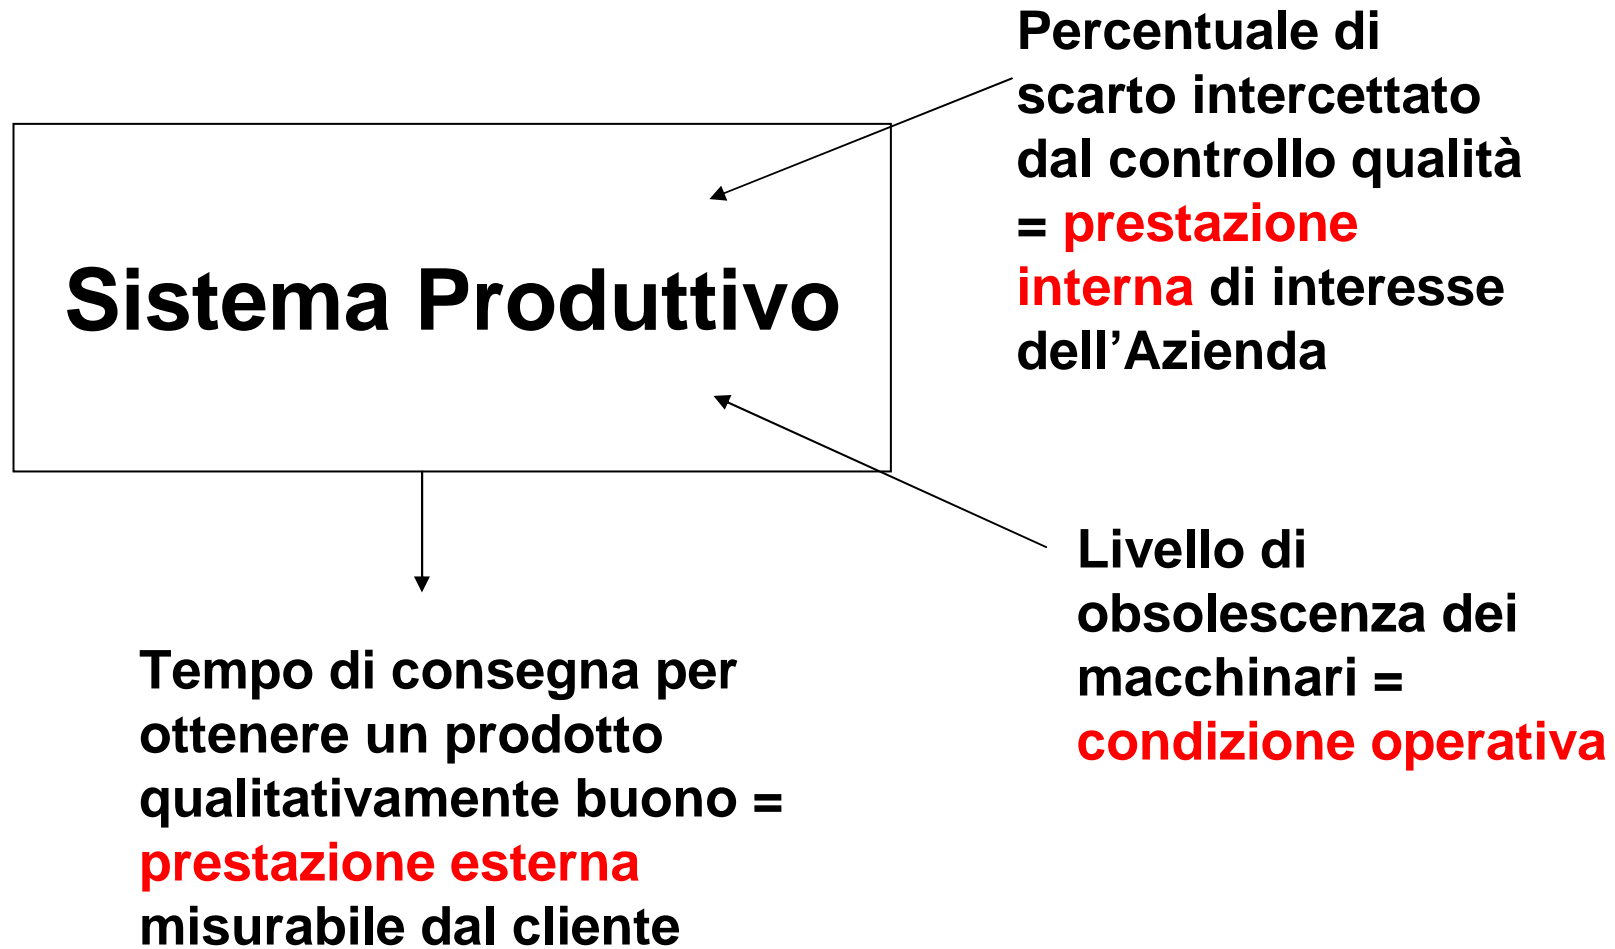 Percentuale di
scarto intercettato
dal controllo qualità
= prestazione
interna di interesse
dell’Azienda
Sistema Produttivo
Livello di
obsolescenza dei
macchinari =
condizione operativa
Tempo di consegna per
ottenere un prodotto
qualitativamente buono =
prestazione esterna
misurabile dal cliente